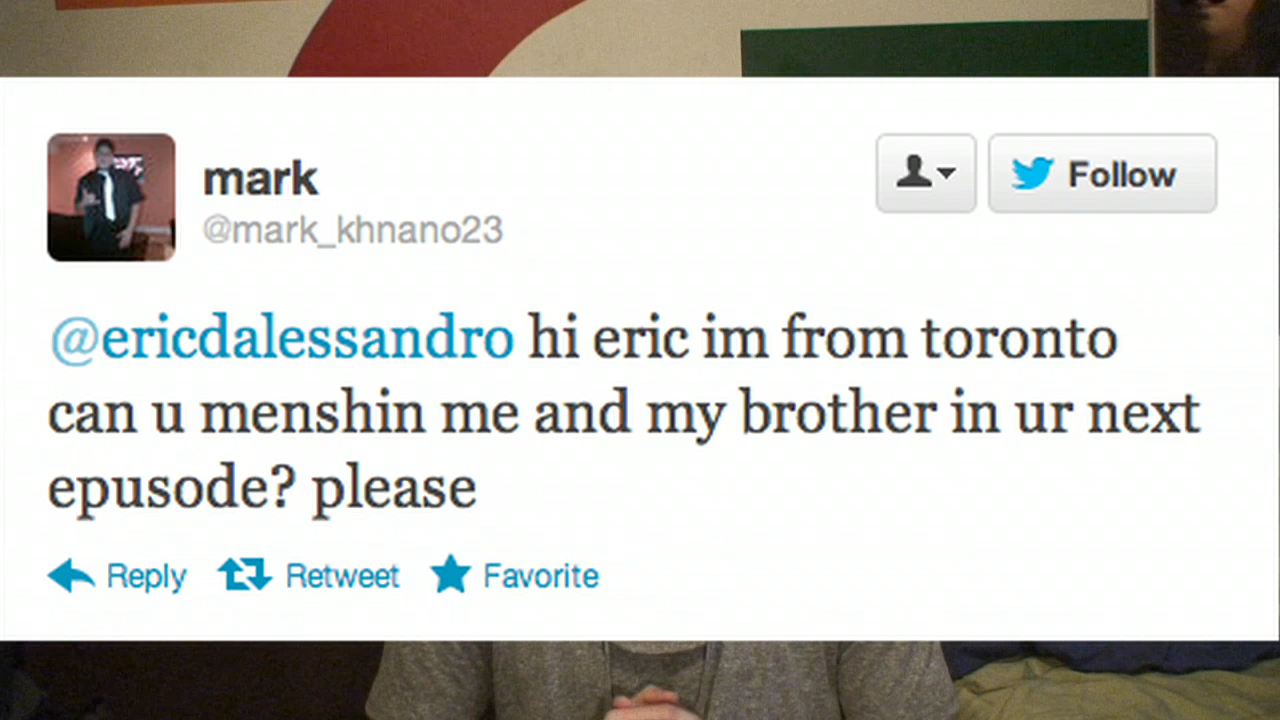 mark
@mark_khnano23
Follow
@ericdalessandro hi eric im from toronto
can u menshin me and my brother in ur next
epusode? please
Reply Retweet Favorite